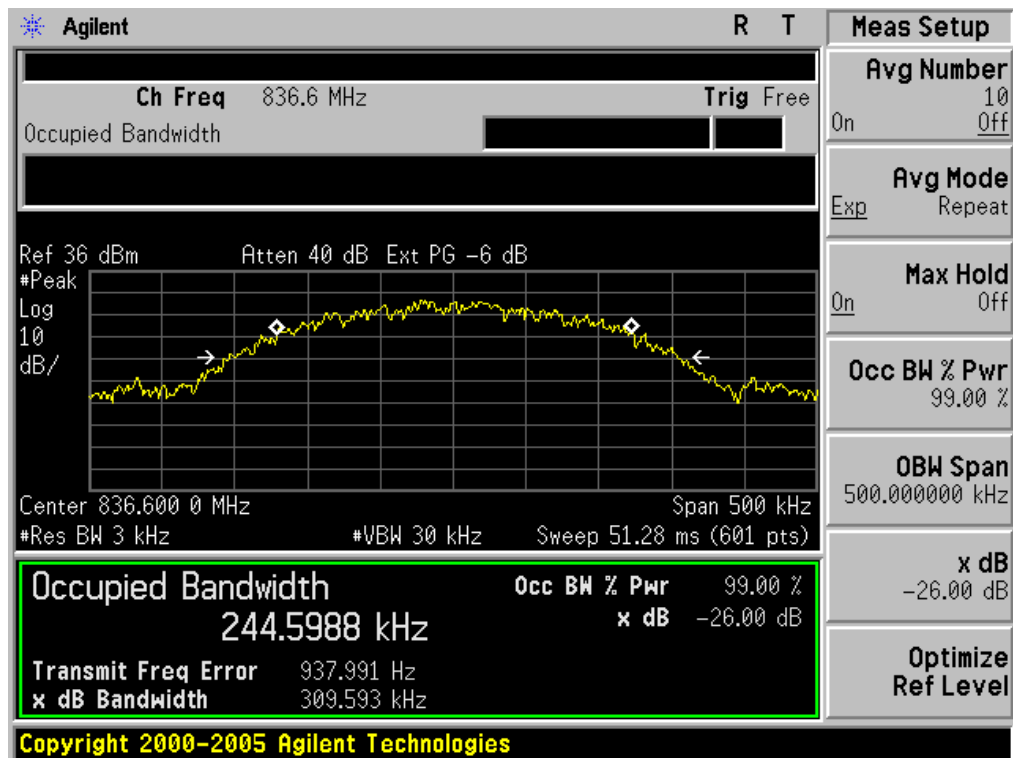 Agilent R T
Ch Freq 836.6 MHz Trig Free
Occupied Bandwidth
Ref 36 dBm Atten 40 dB Ext PG -6 dB
#Peak
Log
10
dB/
Center 836.600 0 MHz Span 500 kHz
#Res BW 3 kHz #VBW 30 kHz Sweep 51.28 ms (601 pts)
Occupied Bandwidth Occ BW % Pwr 99.00 %
244.5988 kHz x dB -26.00 dB
Transmit Freq Error 937.991 Hz
x dB Bandwidth 309.593 kHz
Copyright 2000-2005 Agilent Technologies
Meas Setup
Avg Number
10
On Off
Avg Mode
Exp Repeat
Max Hold
On Off
Occ BW % Pwr
99.00 %
OBW Span
500.000000 kHz
x dB
-26.00 dB
Optimize
Ref Level